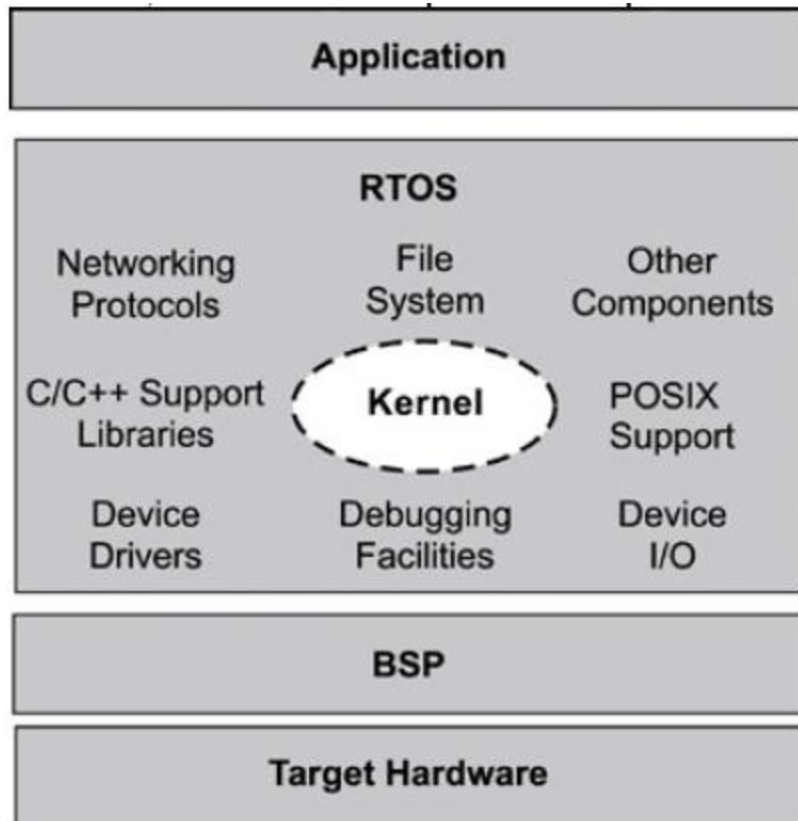 Application
RTOS
Networking
Protocols
File
System
Other
Components
C/C++ Support
Libraries
Kernel
POSIX
Support
Device
Drivers
Debugging
Facilities
Device
I/O
BSP
Target Hardware